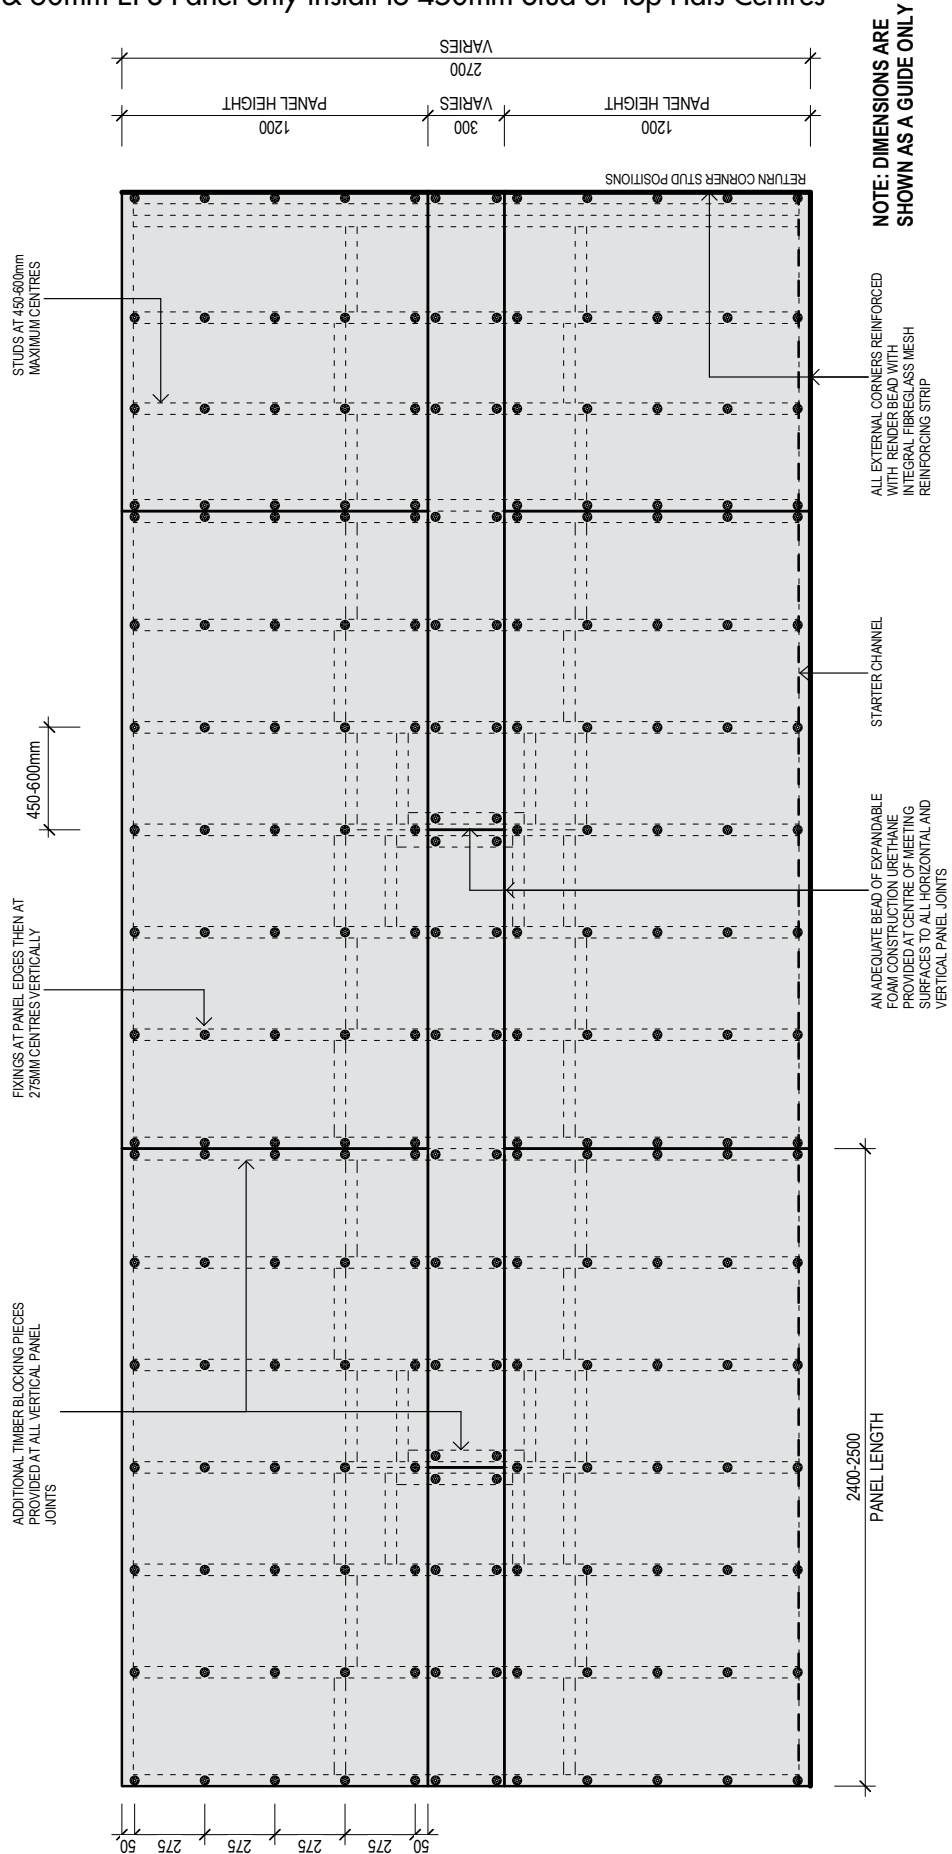 Panel only Install to 450mm Stud or Top Hats Centres
ADDITIONAL TIMBER BLOCKING PIECES
PROVIDED AT ALL VERTICAL PANEL
JOINTS
FIXINGS AT PANEL EDGES THEN AT
275MM CENTRES VERTICALLY
450-600mm
STUDS AT 450-600mm
MAXIMUM CENTRES
50
275
275
275
275
50
RETURN CORNER STUD POSITIONS
1200
PANEL HEIGHT
300
VARIES
1200
PANEL HEIGHT
2700
VARIES
2400-2500
PANEL LENGTH
AN ADEQUATE BEAD OF EXPANDABLE
FOAM CONSTRUCTION URETHANE
PROVIDED AT CENTRE OF MEETING
SURFACES TO ALL HORIZONTAL AND
VERTICAL PANEL JOINTS
STARTER CHANNEL
ALL EXTERNAL CORNERS REINFORCED
WITH RENDER BEAD WITH
INTEGRAL FIBREGLASS MESH
REINFORCING STRIP
NOTE: DIMENSIONS ARE
SHOWN AS A GUIDE ONLY